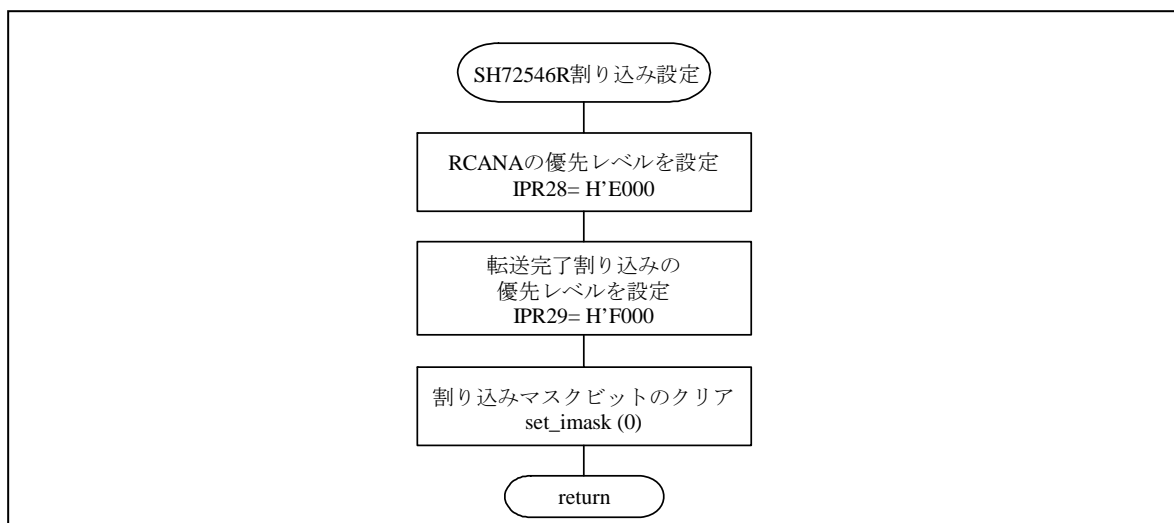 SH72546R割り込み設定
RCANAの優先レベルを設定
IPR28= H’E000
転送完了割り込みの
優先レベルを設定
IPR29= H’F000
割り込みマスクビットのクリア
set_imask (0)
return